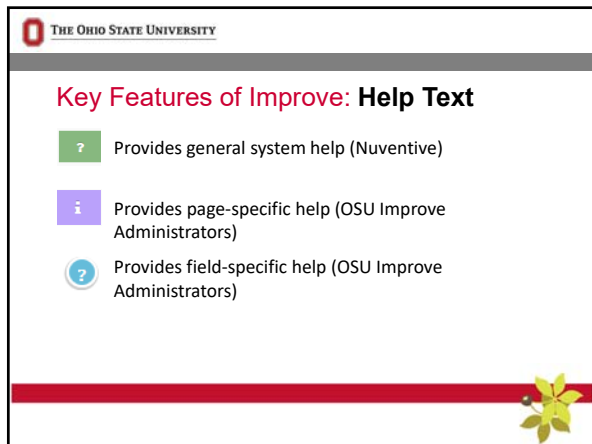 THE OHIO STATE UNIVERSITY
Key Features of Improve: Help Text
? Provides general system help (Nuventive)
i Provides page-specific help (OSU Improve
Administrators)
? Provides field-specific help (OSU Improve
Administrators)